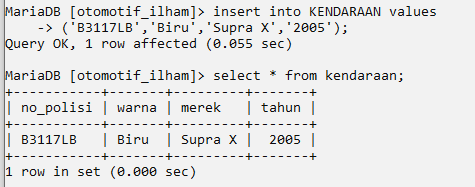 MariaDB [otomotif_ilham]> insert into KENDARAAN values
    -> ('B3117LB','Biru','Supra X','2005');
Query OK, 1 row affected (0.055 sec)

MariaDB [otomotif_ilham]> select * from kendaraan;
+-----------+-------+---------+-------+
| no_polisi | warna | merek   | tahun |
+-----------+-------+---------+-------+
| B3117LB   | Biru  | Supra X |  2005 |
+-----------+-------+---------+-------+
1 row in set (0.000 sec)